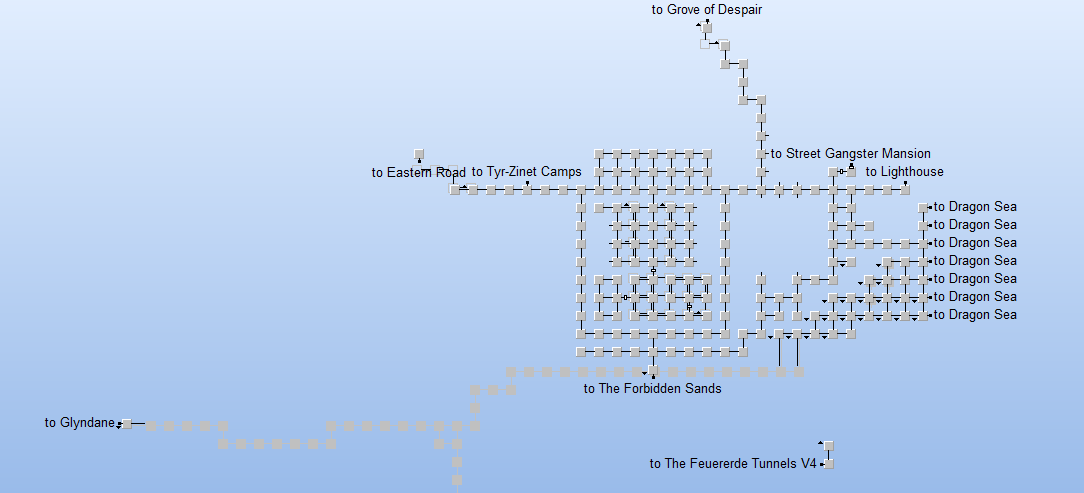 to Grove of Despair
to Street Gangster Mansion
to Eastern Road
to Tyr-Zinet Camps
to Lighthouse
to Dragon Sea
to Dragon Sea
to Dragon Sea
to Dragon Sea
to Dragon Sea
to Dragon Sea
to Dragon Sea
to The Forbidden Sands
to Glyndane
to The Feuererde Tunnels V4